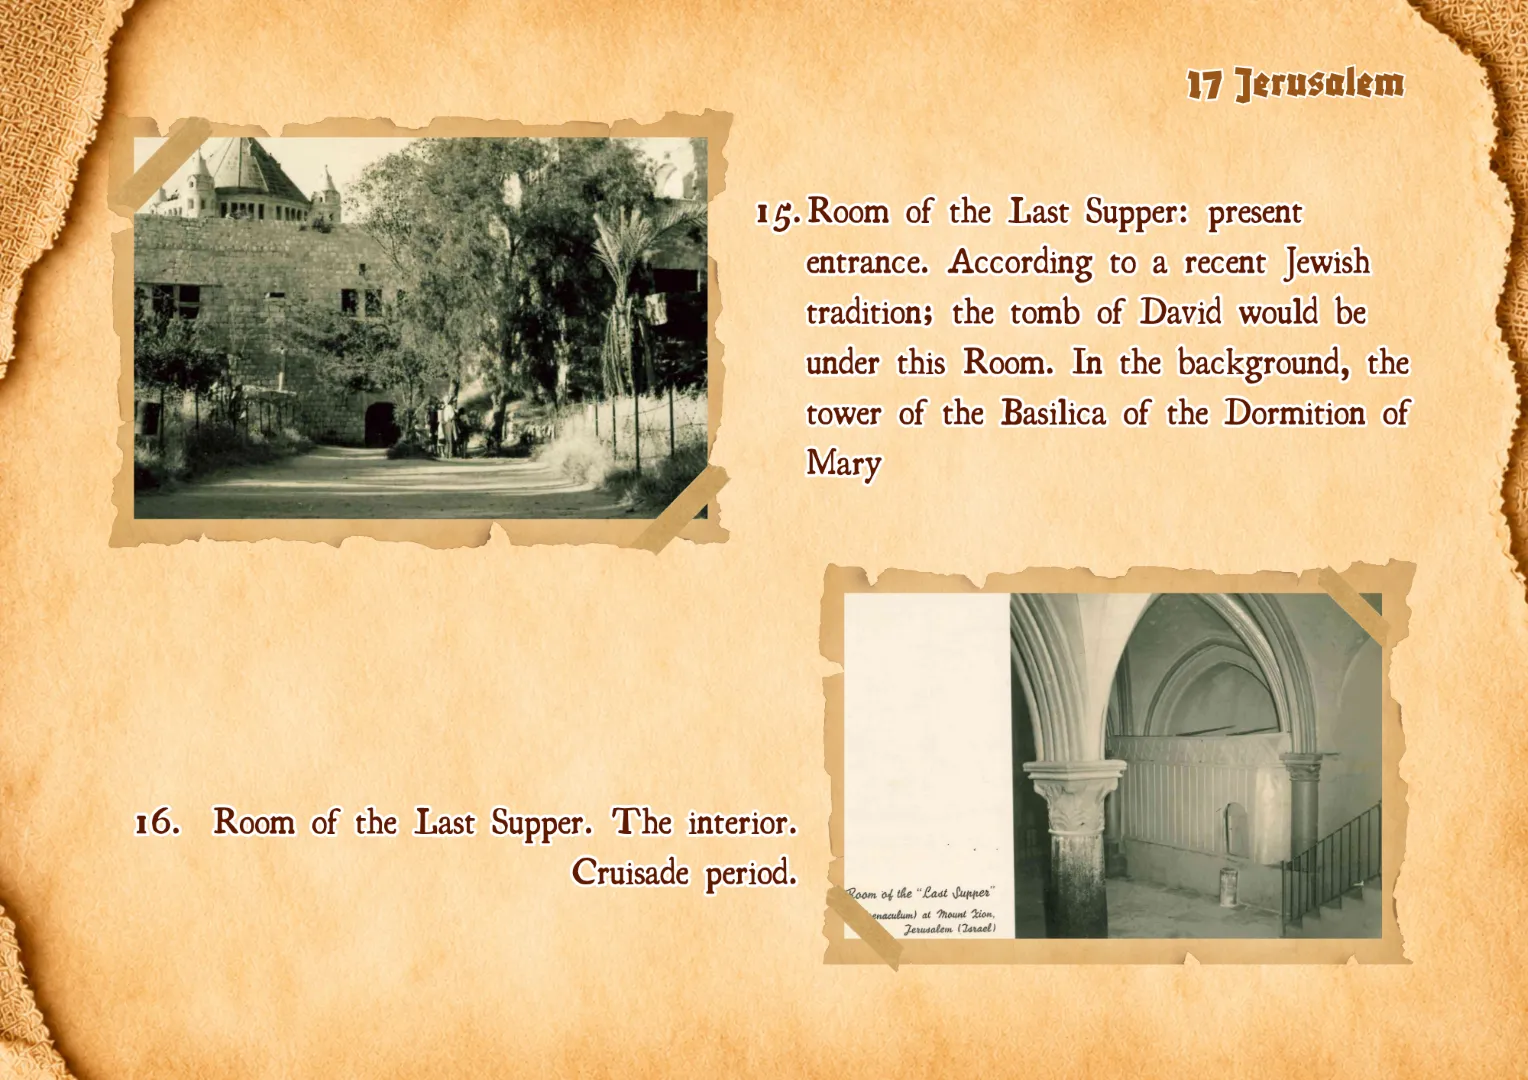 17 Jerusalem
15. Room of the Last Supper: present
entrance. According to a recent Jewish
tradition; the tomb of David would be
under this Room. In the background, the
tower of the Basilica of the Dormition of
Mary
16. Room of the Last Supper. The interior.
Cruisade period.
Room of the "Last Supper"
enaculum) at Mount Zion,
Jerusalem (Israel)